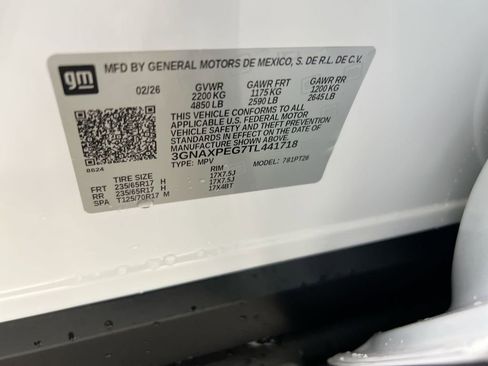 gm
MFD BY GENERAL MOTORS DE MEXICO, S. DE R.L. DE C.V.
02/26 GVWR GAWR FRT GAWR RR
2200 KG 1175 KG 1200 KG
4850 LB 2590 LB 2645 LB
THIS VEHICLE CONFORMS TO ALL
APPLICABLE U.S. FEDERAL MOTOR
VEHICLE SAFETY AND THEFT PREVENTION
STANDARDS IN EFFECT ON THE DATE OF
MANUFACTURE SHOWN ABOVE.
3GNAXPEG7TL441718
8624 TYPE: MPV MODEL: 781PT26
TIRE SIZE RIM
FRT 235/65R17 H 17X7.5J
RR 235/65R17 H 17X7.5J
SPA T125/70R17 M 17X4BT